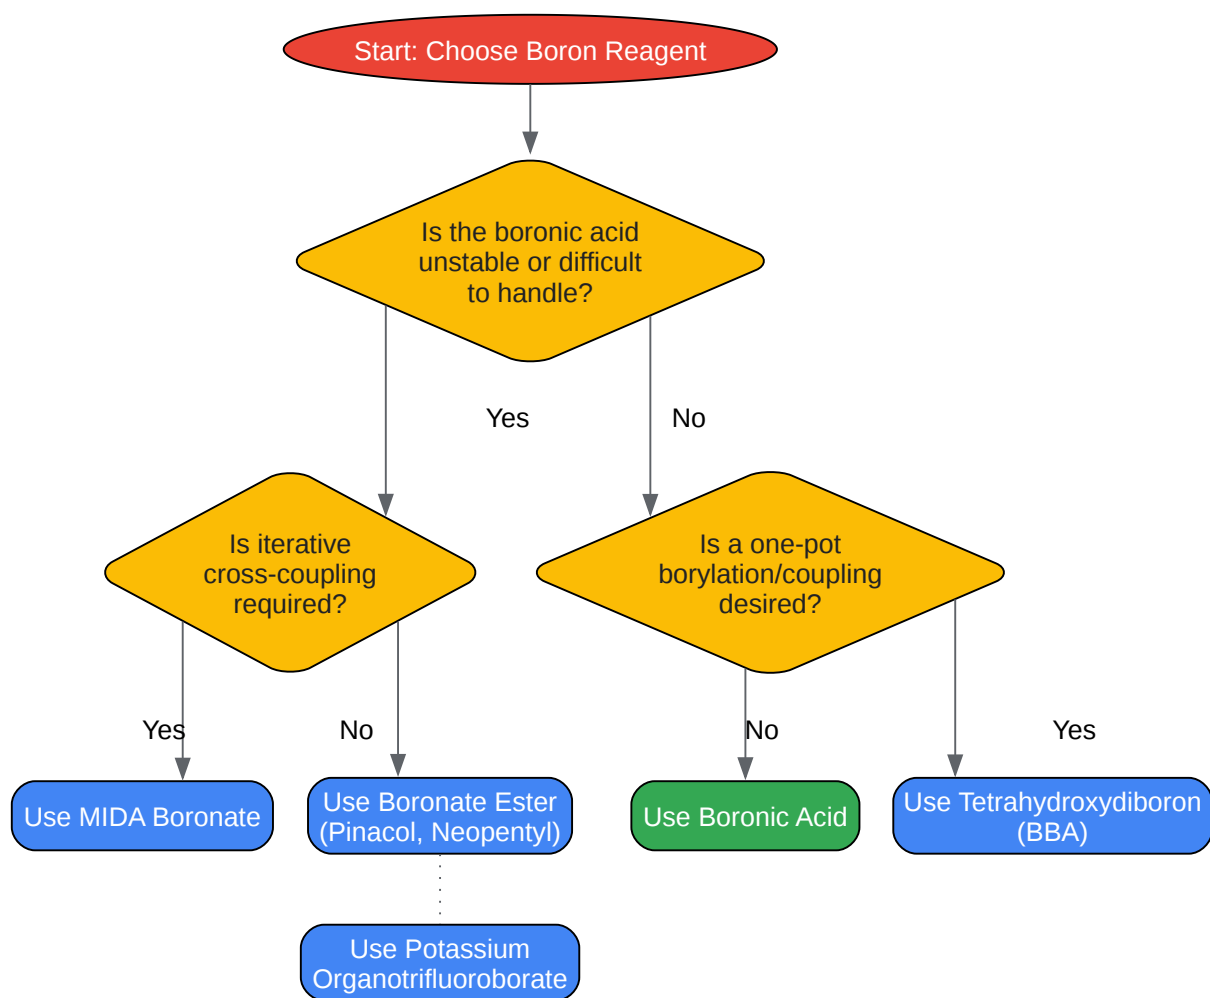 Start: Choose Boron Reagent
Is the boronic acid
unstable or difficult
to handle?
Yes
No
Is iterative
cross-coupling
required?
Is a one-pot
borylation/coupling
desired?
Yes
No
No
Yes
Use MIDA Boronate
Use Boronate Ester
(Pinacol, Neopentyl)
Use Boronic Acid
Use Tetrahydroxydiboron
(BBA)
Use Potassium
Organotrifluoroborate